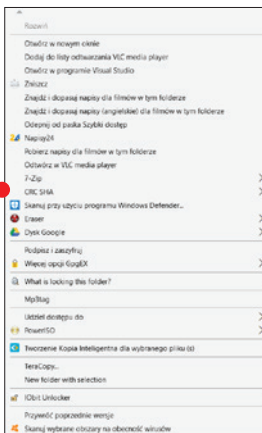 Rozwiń
Otwórz w nowym oknie
Dodaj do listy odtwarzania VLC media player
Otwórz w programie Visual Studio
Zniszcz
Znajdź i dopasuj napisy dla filmów w tym folderze
Znajdź i dopasuj napisy (angielskie) dla filmów w tym folderze
Odepnij od paska Szybki dostęp
Napisy24
Pobierz napisy dla filmów w tym folderze
Odtwórz w VLC media player
7-Zip
CRC SHA
Skanuj przy użyciu programu Windows Defender...
Eraser
Dysk Google
Podpisz i zaszyfruj
Więcej opcji GpgEX
What is locking this folder?
Mp3tag
Udziel dostępu do
PowerISO
Tworzenie Kopia Inteligentna dla wybranego pliku (s)
TeraCopy...
New folder with selection
IObit Unlocker
Przywróć poprzednie wersje
Skanuj wybrane obszary na obecność wirusów